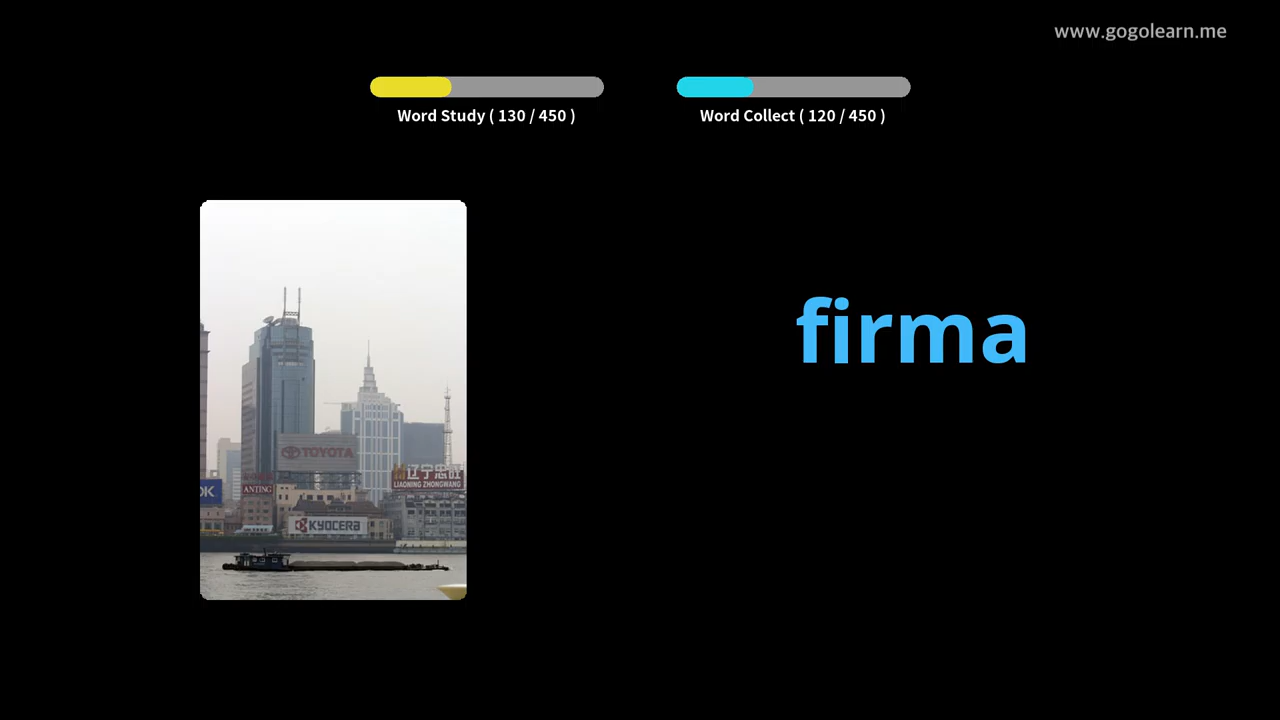 www.gogolearn.me
Word Study ( 130 / 450 )
Word Collect ( 120 / 450 )
firma
TOYOTA
辽宁忠旺
LIAONING ZHONGWANG
OK
ANTING
KYOCERA